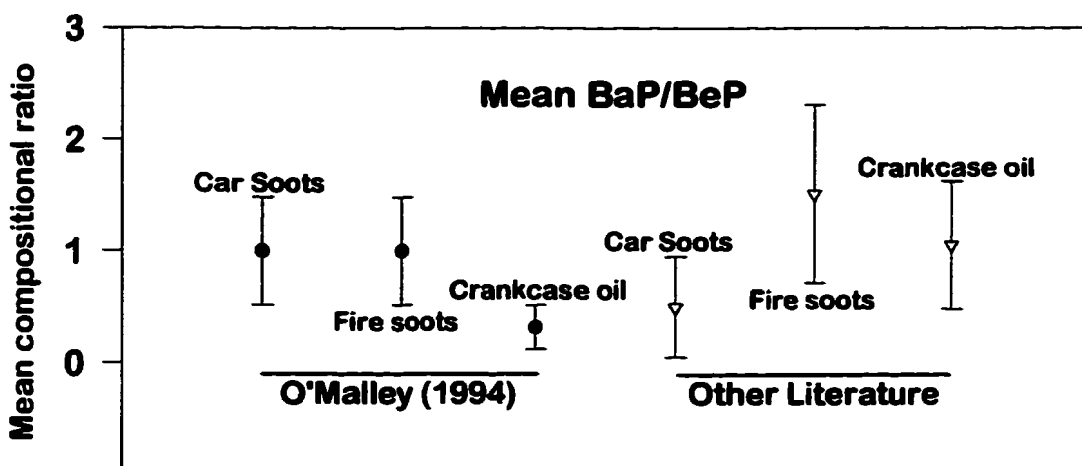 Mean compositional ratio
3
2
1
0
Mean BaP/BeP
Car Soots
Fire soots
Crankcase oil
Car Soots
Fire soots
Crankcase oil
O'Malley (1994)
Other Literature